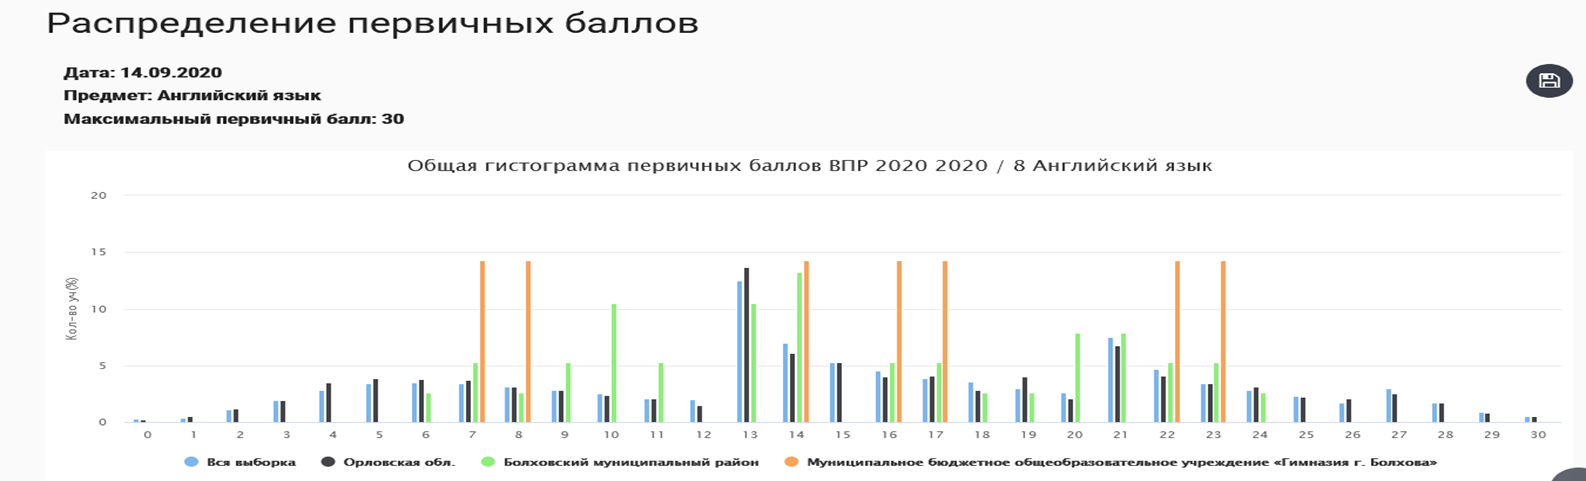 Распределение первичных баллов
Дата: 14.09.2020
Предмет: Английский язык
Максимальный первичный балл: 30
Общая гистограмма первичных баллов ВПР 2020 2020 / 8 Английский язык
20
15
10
5
0
Кол-во уч(%)
0 1 2 3 4 5 6 7 8 9 10 11 12 13 14 15 16 17 18 19 20 21 22 23 24 25 26 27 28 29 30
Вся выборка Орловская обл. Болховский муниципальный район Муниципальное бюджетное общеобразовательное учреждение «Гимназия г. Болхова»